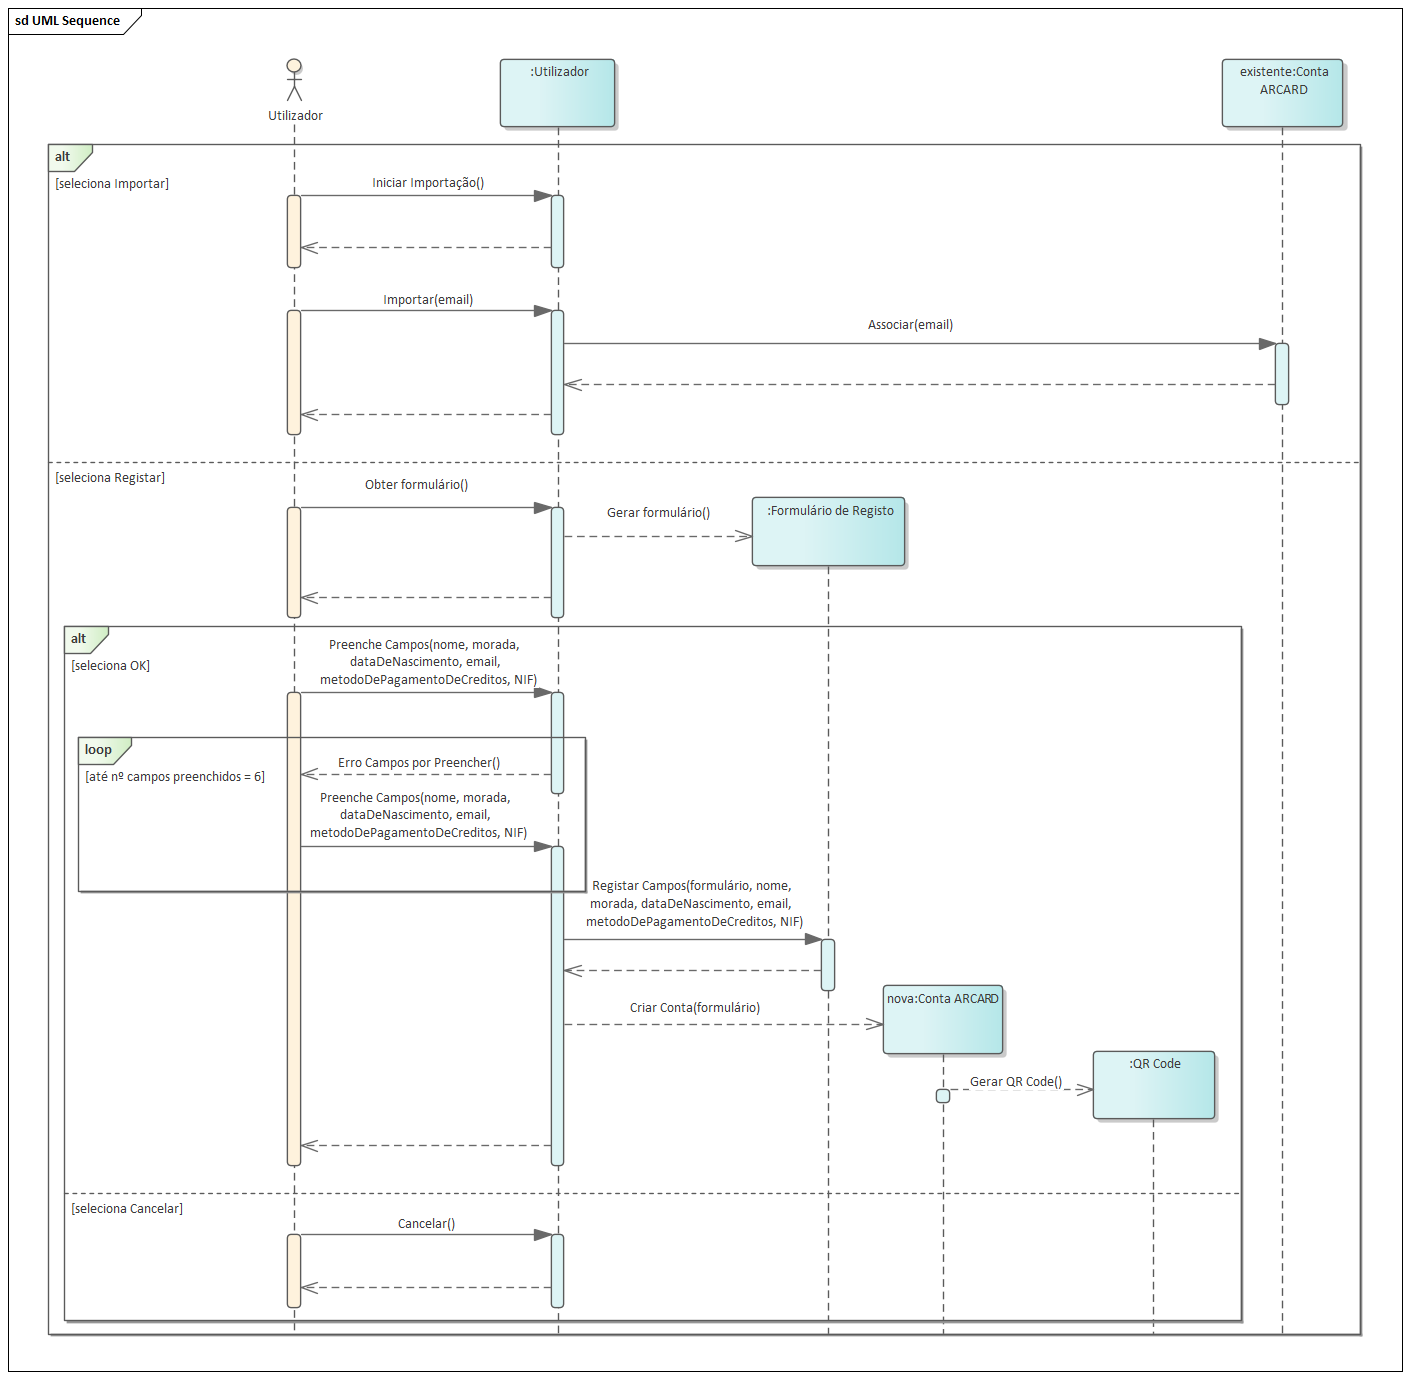 sd UML Sequence
Utilizador
:Utilizador
existente:Conta
ARCARD
alt
[seleciona Importar]
Iniciar Importação()
Importar(email)
Associar(email)
[seleciona Registar]
Obter formulário()
Gerar formulário()
:Formulário de Registo
alt
[seleciona OK]
Preenche Campos(nome, morada,
dataDeNascimento, email,
metodoDePagamentoDeCreditos, NIF)
loop
[até nº campos preenchidos = 6]
Erro Campos por Preencher()
Preenche Campos(nome, morada,
dataDeNascimento, email,
metodoDePagamentoDeCreditos, NIF)
Registar Campos(formulário, nome,
morada, dataDeNascimento, email,
metodoDePagamentoDeCreditos, NIF)
nova:Conta ARCARD
Criar Conta(formulário)
:QR Code
Gerar QR Code()
[seleciona Cancelar]
Cancelar()